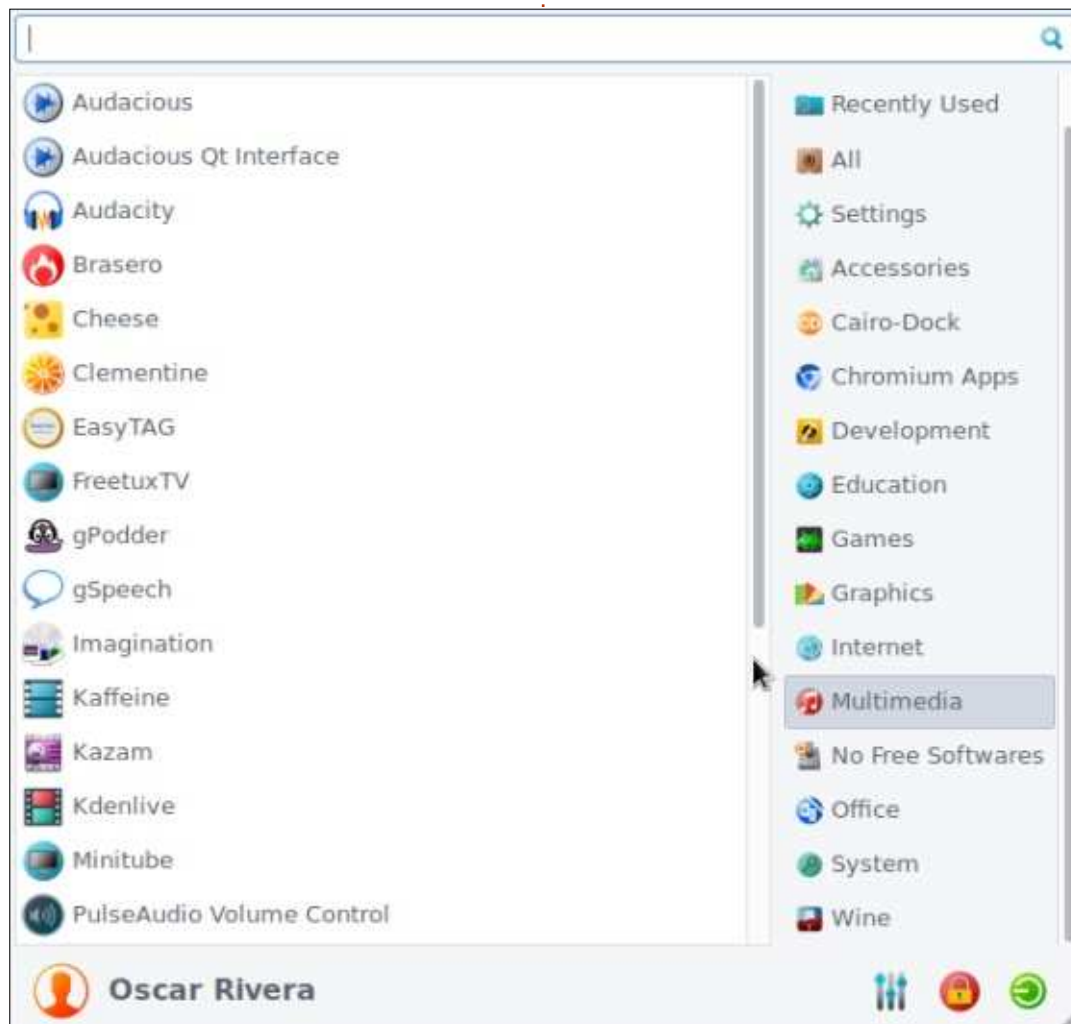 Audacious
Audacious Qt Interface
Audacity
Brasero
Cheese
Clementine
EasyTAG
FreetuxTV
gPodder
gSpeech
Imagination
Kaffeine
Kazam
Kdenlive
Minitube
PulseAudio Volume Control
Recently Used
All
Settings
Accessories
Cairo-Dock
Chromium Apps
Development
Education
Games
Graphics
Internet
Multimedia
No Free Softwares
Office
System
Wine
Oscar Rivera